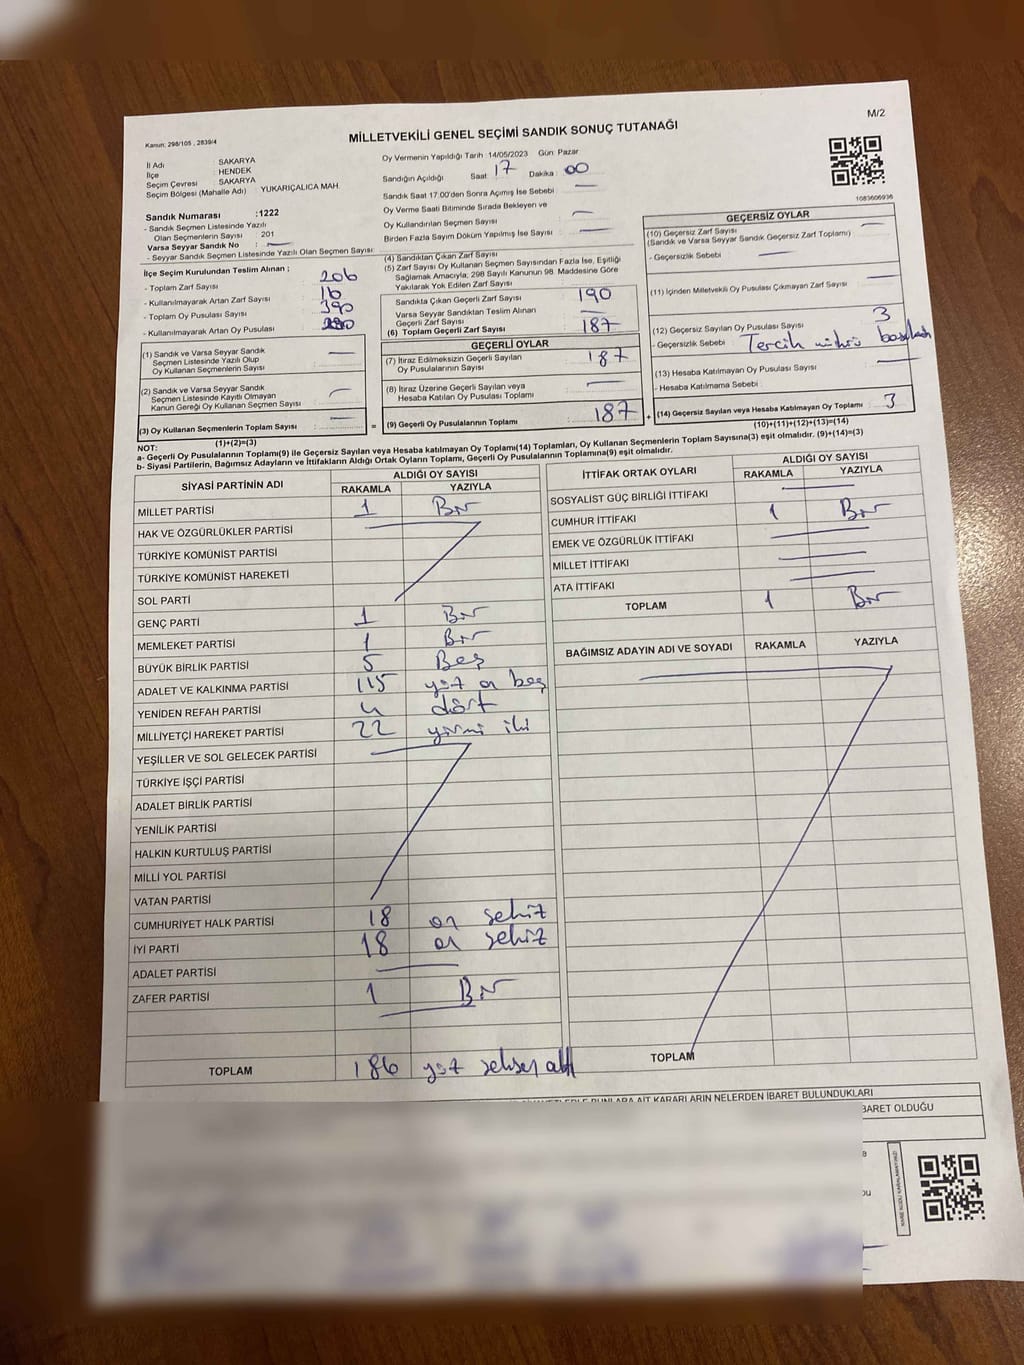 M/2
Kanun: 298/105 , 2839/4
MİLLETVEKİLİ GENEL SEÇİMİ SANDIK SONUÇ TUTANAĞI
İl Adı : SAKARYA
İlçe : HENDEK
Seçim Çevresi : SAKARYA
Seçim Bölgesi (Mahalle Adı) YUKARIÇALICA MAH.
Sandık Numarası :1222
- Sandık Seçmen Listesinde Yazılı
Olan Seçmenlerin Sayısı : 201
Varsa Seyyar Sandık No : —
- Seyyar Sandık Seçmen Listesinde Yazılı Olan Seçmen Sayısı:
Oy Vermenin Yapıldığı Tarih :14/05/2023 Gün: Pazar
Sandığın Açıldığı Saat : 17 Dakika : 00
Sandık Saat 17.00'den Sonra Açımış İse Sebebi : —
Oy Verme Saati Bitiminde Sırada Bekleyen ve
Oy Kullandırılan Seçmen Sayısı : —
Birden Fazla Sayım Döküm Yapılmış İse Sayısı : —
1083606936
İlçe Seçim Kurulundan Teslim Alınan ;
- Toplam Zarf Sayısı : 206
- Kullanılmayarak Artan Zarf Sayısı : 16
- Toplam Oy Pusulası Sayısı : 390
- Kullanılmayarak Artan Oy Pusulası
(1) Sandık ve Varsa Seyyar Sandık
Seçmen Listesinde Yazılı Olup
Oy Kullanan Seçmenlerin Sayısı : —
(2) Sandık ve Varsa Seyyar Sandık
Seçmen Listesinde Kayıtlı Olmayan
Kanun Gereği Oy Kullanan Seçmen Sayısı : —
(3) Oy Kullanan Seçmenlerin Toplam Sayısı : —
(1)+(2)=(3)
(4) Sandıktan Çıkan Zarf Sayısı
(5) Zarf Sayısı Oy Kullanan Seçmen Sayısından Fazla İse, Eşitliği
Sağlamak Amacıyla; 298 Sayılı Kanunun 98. Maddesine Göre
Yakılarak Yok Edilen Zarf Sayısı :
Sandıkta Çıkan Geçerli Zarf Sayısı : 190
Varsa Seyyar Sandıktan Teslim Alınan
Geçerli Zarf Sayısı : —
(6) Toplam Geçerli Zarf Sayısı : 187
GEÇERLİ OYLAR
(7) İtiraz Edilmeksizin Geçerli Sayılan
Oy Pusulalarının Sayısı : 187
(8) İtiraz Üzerine Geçerli Sayılan veya
Hesaba Katılan Oy Pusulası Toplamı : —
= (9) Geçerli Oy Pusulası Toplamı : 187
GEÇERSİZ OYLAR
(10) Geçersiz Zarf Sayısı : —
(Sandık ve Varsa Seyyar Sandık Geçersiz Zarf Toplamı)
- Geçersizlik Sebebi : —
(11) İçinden Milletvekili Oy Pusulası Çıkmayan Zarf Sayısı : —
(12) Geçersiz Sayılan Oy Pusulası Sayısı : 3
- Geçersizlik Sebebi : Tercih mührü
(13) Hesaba Katılmayan Oy Pusulası Sayısı : —
- Hesaba Katılmama Sebebi :
+ (14) Geçersiz Sayılan veya Hesaba Katılmayan Oy Toplamı : 3
(10)+(11)+(12)+(13)=(14)
NOT:
a- Geçerli Oy Pusulalarının Toplamı(9) ile Geçersiz Sayılan veya Hesaba katılmayan Oy Toplamı(14) Toplamları, Oy Kullanan Seçmenlerin Toplam Sayısına(3) eşit olmalıdır. (9)+(14)=(3)
b- Siyasi Partilerin, Bağımsız Adayların ve İttifakların Aldığı Ortak Oyların Toplamı, Geçerli Oy Pusulalarının Toplamına(9) eşit olmalıdır.
SİYASİ PARTİNİN ADI ALDIĞI OY SAYISI
RAKAMLA YAZIYLA
MİLLET PARTİSİ 1 Bir
HAK VE ÖZGÜRLÜKLER PARTİSİ
TÜRKİYE KOMÜNİST PARTİSİ
TÜRKİYE KOMÜNİST HAREKETİ
SOL PARTİ
GENÇ PARTİ 1 Bir
MEMLEKET PARTİSİ 1 Bir
BÜYÜK BİRLİK PARTİSİ 5 Beş
ADALET VE KALKINMA PARTİSİ 115 yüz on beş
YENİDEN REFAH PARTİSİ 4 dört
MİLLİYETÇİ HAREKET PARTİSİ 22 yirmi iki
YEŞİLLER VE SOL GELECEK PARTİSİ
TÜRKİYE İŞÇİ PARTİSİ
ADALET BİRLİK PARTİSİ
YENİLİK PARTİSİ
HALKIN KURTULUŞ PARTİSİ
MİLLİ YOL PARTİSİ
VATAN PARTİSİ
CUMHURİYET HALK PARTİSİ 18 on sekiz
İYİ PARTİ 18 on sekiz
ADALET PARTİSİ —
ZAFER PARTİSİ 1 Bir
TOPLAM 186 yüz seksen altı
İTTİFAK ORTAK OYLARI ALDIĞI OY SAYISI
RAKAMLA YAZIYLA
SOSYALİST GÜÇ BİRLİĞİ İTTİFAKI —
CUMHUR İTTİFAKI 1 Bir
EMEK VE ÖZGÜRLÜK İTTİFAKI —
MİLLET İTTİFAKI —
ATA İTTİFAKI —
TOPLAM 1 Bir
BAĞIMSIZ ADAYIN ADI VE SOYADI RAKAMLA YAZIYLA
TOPLAM
BUNLARA AİT KARARLARIN NELERDEN İBARET BULUNDUKLARI
BARET OLDUĞU